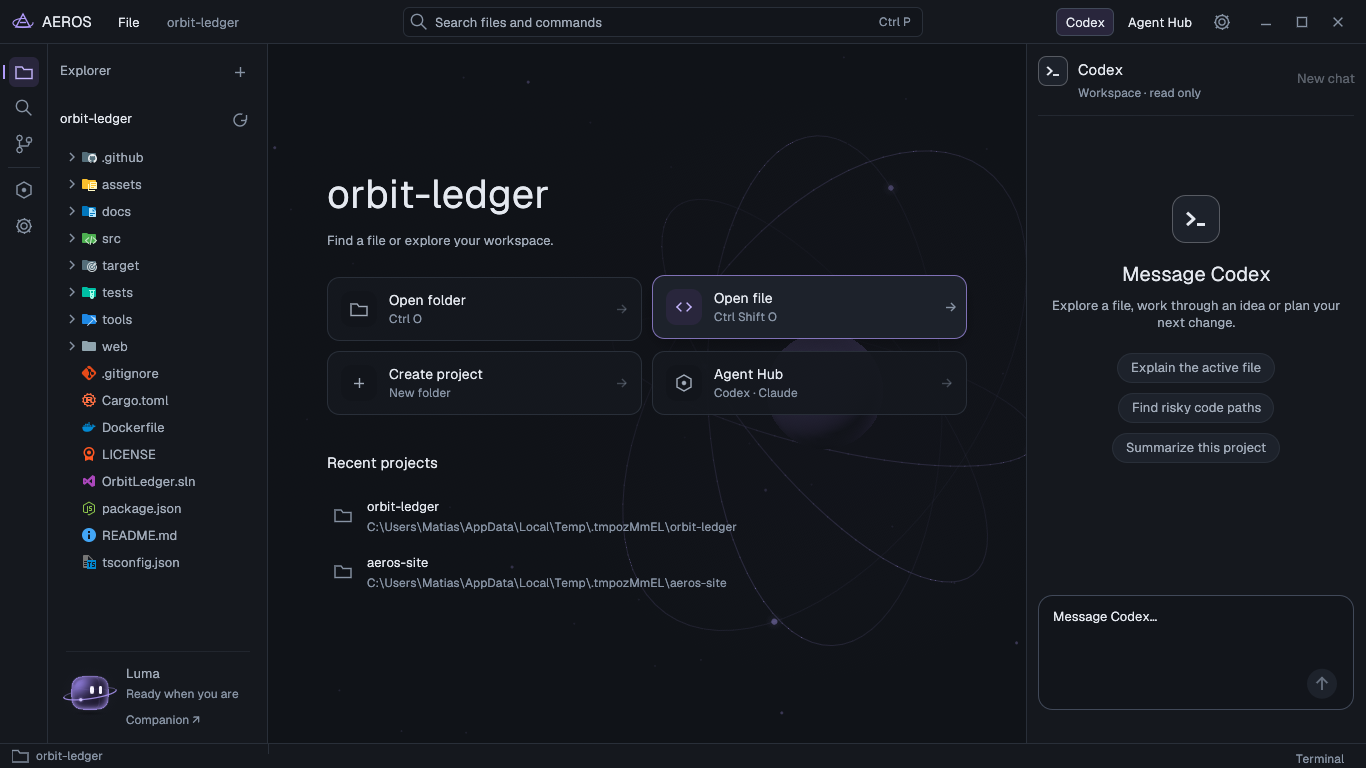 AEROS
File
orbit-ledger
Search files and commands
Ctrl P
Codex
Agent Hub
Explorer
orbit-ledger
.github
assets
docs
src
target
tests
tools
web
.gitignore
Cargo.toml
Dockerfile
LICENSE
OrbitLedger.sln
package.json
README.md
tsconfig.json
Luma
Ready when you are
Companion ↗
orbit-ledger
Find a file or explore your workspace.
Open folder
Ctrl O
Open file
Ctrl Shift O
Create project
New folder
Agent Hub
Codex · Claude
Recent projects
orbit-ledger
C:\Users\Matias\AppData\Local\Temp\.tmpozMmEL\orbit-ledger
aeros-site
C:\Users\Matias\AppData\Local\Temp\.tmpozMmEL\aeros-site
Codex
Workspace · read only
New chat
Message Codex
Explore a file, work through an idea or plan your
next change.
Explain the active file
Find risky code paths
Summarize this project
Message Codex…
orbit-ledger
Terminal